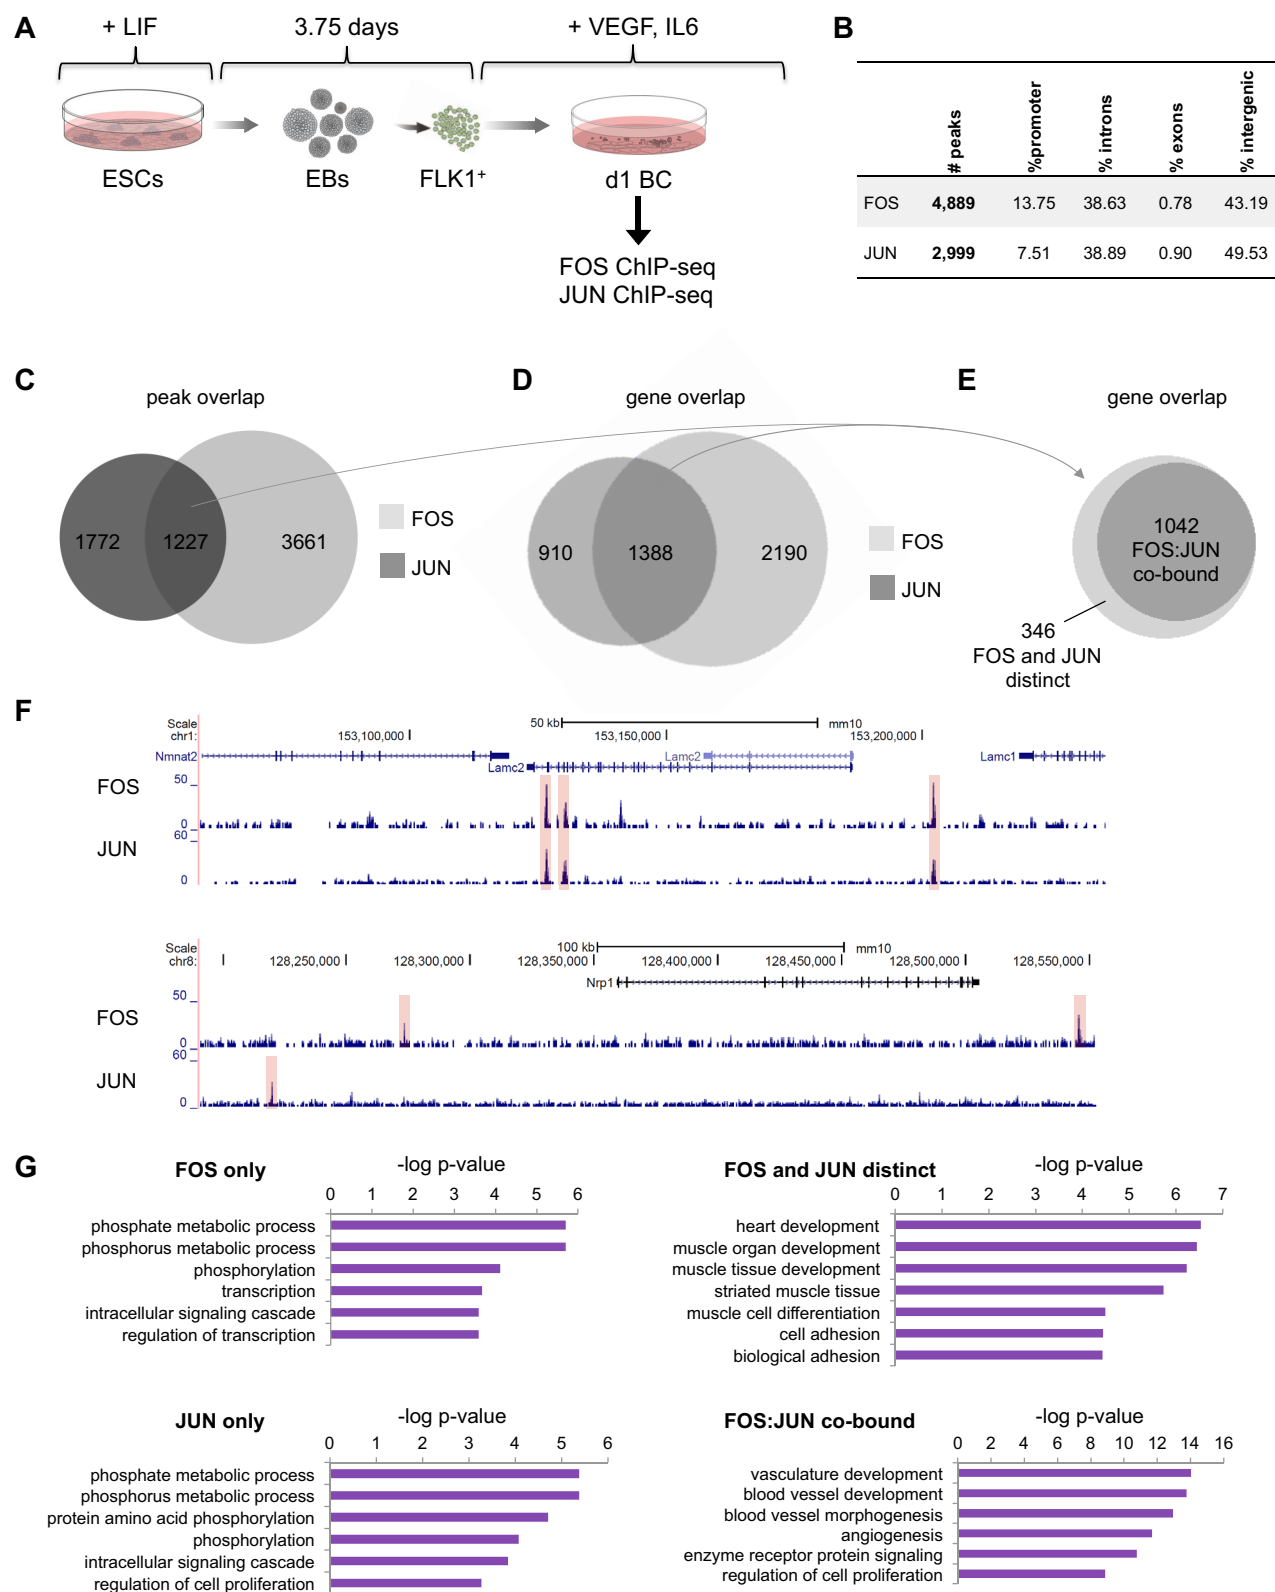 A
+ LIF
3.75 days
+ VEGF, IL6
ESCs
EBs
FLK1+
d1 BC
FOS ChIP-seq
JUN ChIP-seq
B
# peaks %promoter % introns % exons % intergenic
FOS 4,889 13.75 38.63 0.78 43.19
JUN 2,999 7.51 38.89 0.90 49.53
C
peak overlap
1772 1227 3661
FOS
JUN
D
gene overlap
910 1388 2190
FOS
JUN
E
gene overlap
1042
FOS:JUN
co-bound
346
FOS and JUN
distinct
F
Scale 50 kb mm10
chr1: 153,100,000 153,150,000 153,200,000
Nmnat2 Lamc2 Lamc1
Lamc2
FOS
50
0
JUN
60
0
Scale 100 kb mm10
chr8: 128,250,000 128,300,000 128,350,000 128,400,000 128,450,000 128,500,000 128,550,000
Nrp1
FOS
50
0
JUN
60
0
G
FOS only
-log p-value
0 1 2 3 4 5 6
phosphate metabolic process
phosphorus metabolic process
phosphorylation
transcription
intracellular signaling cascade
regulation of transcription
FOS and JUN distinct
-log p-value
0 1 2 3 4 5 6 7
heart development
muscle organ development
muscle tissue development
striated muscle tissue
muscle cell differentiation
cell adhesion
biological adhesion
JUN only
-log p-value
0 1 2 3 4 5 6
phosphate metabolic process
phosphorus metabolic process
protein amino acid phosphorylation
phosphorylation
intracellular signaling cascade
regulation of cell proliferation
FOS:JUN co-bound
-log p-value
0 2 4 6 8 10 12 14 16
vasculature development
blood vessel development
blood vessel morphogenesis
angiogenesis
enzyme receptor protein signaling
regulation of cell proliferation